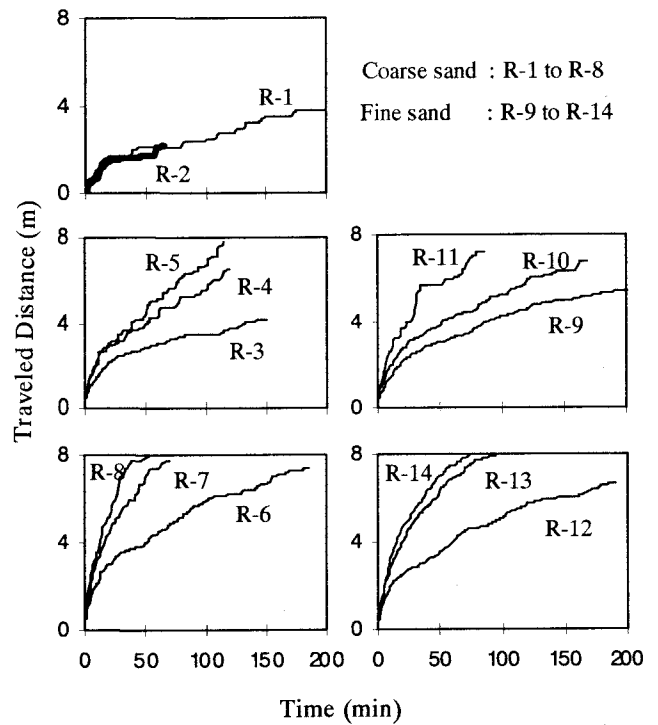 8
4
0
R-1
R-2
Coarse sand : R-1 to R-8
Fine sand : R-9 to R-14
Traveled Distance (m)
8
4
0
R-5
R-4
R-3
8
4
0
R-11
R-10
R-9
8
4
0
R-8
R-7
R-6
0 50 100 150 200
8
4
0
R-14
R-13
R-12
0 50 100 150 200
Time (min)